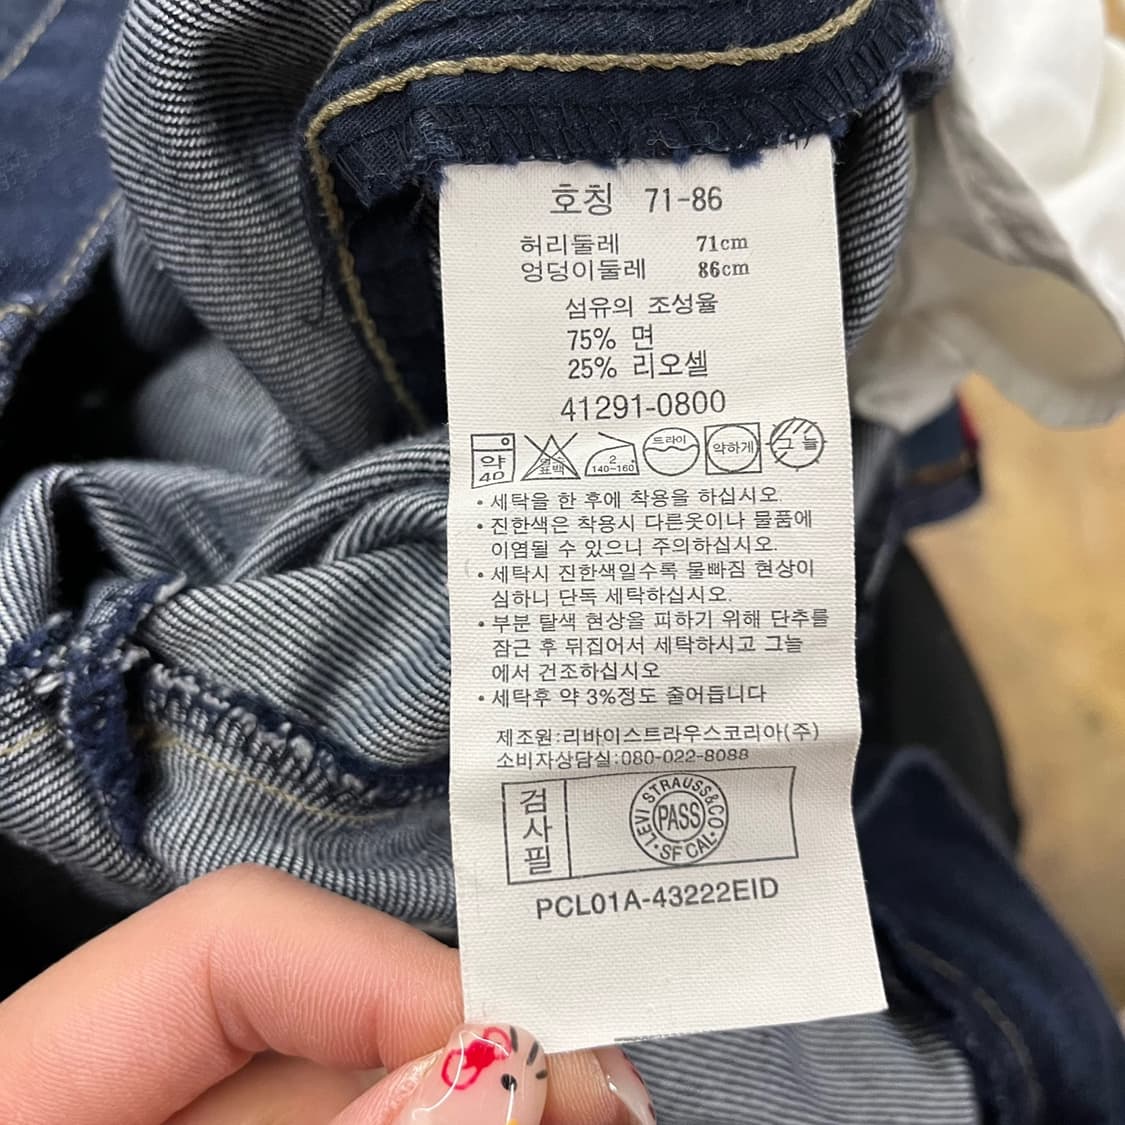 호칭 71-86
허리둘레 71cm
엉덩이둘레 86cm
섬유의 조성율
75% 면
25% 리오셀
41291-0800
약 40 염소 표백 2 140~160 드라이 약하게 그늘
• 세탁을 한 후에 착용을 하십시오.
• 진한색은 착용시 다른옷이나 물품에
이염될 수 있으니 주의하십시오.
• 세탁시 진한색일수록 물빠짐 현상이
심하니 단독 세탁하십시오.
• 부분 탈색 현상을 피하기 위해 단추를
잠근 후 뒤집어서 세탁하시고 그늘
에서 건조하십시오
• 세탁후 약 3%정도 줄어듭니다
제조원:리바이스트라우스코리아(주)
소비자상담실:080-022-8088
검사필
LEVI STRAUSS&CO. SF CAL.
PASS
PCL01A-43222EID